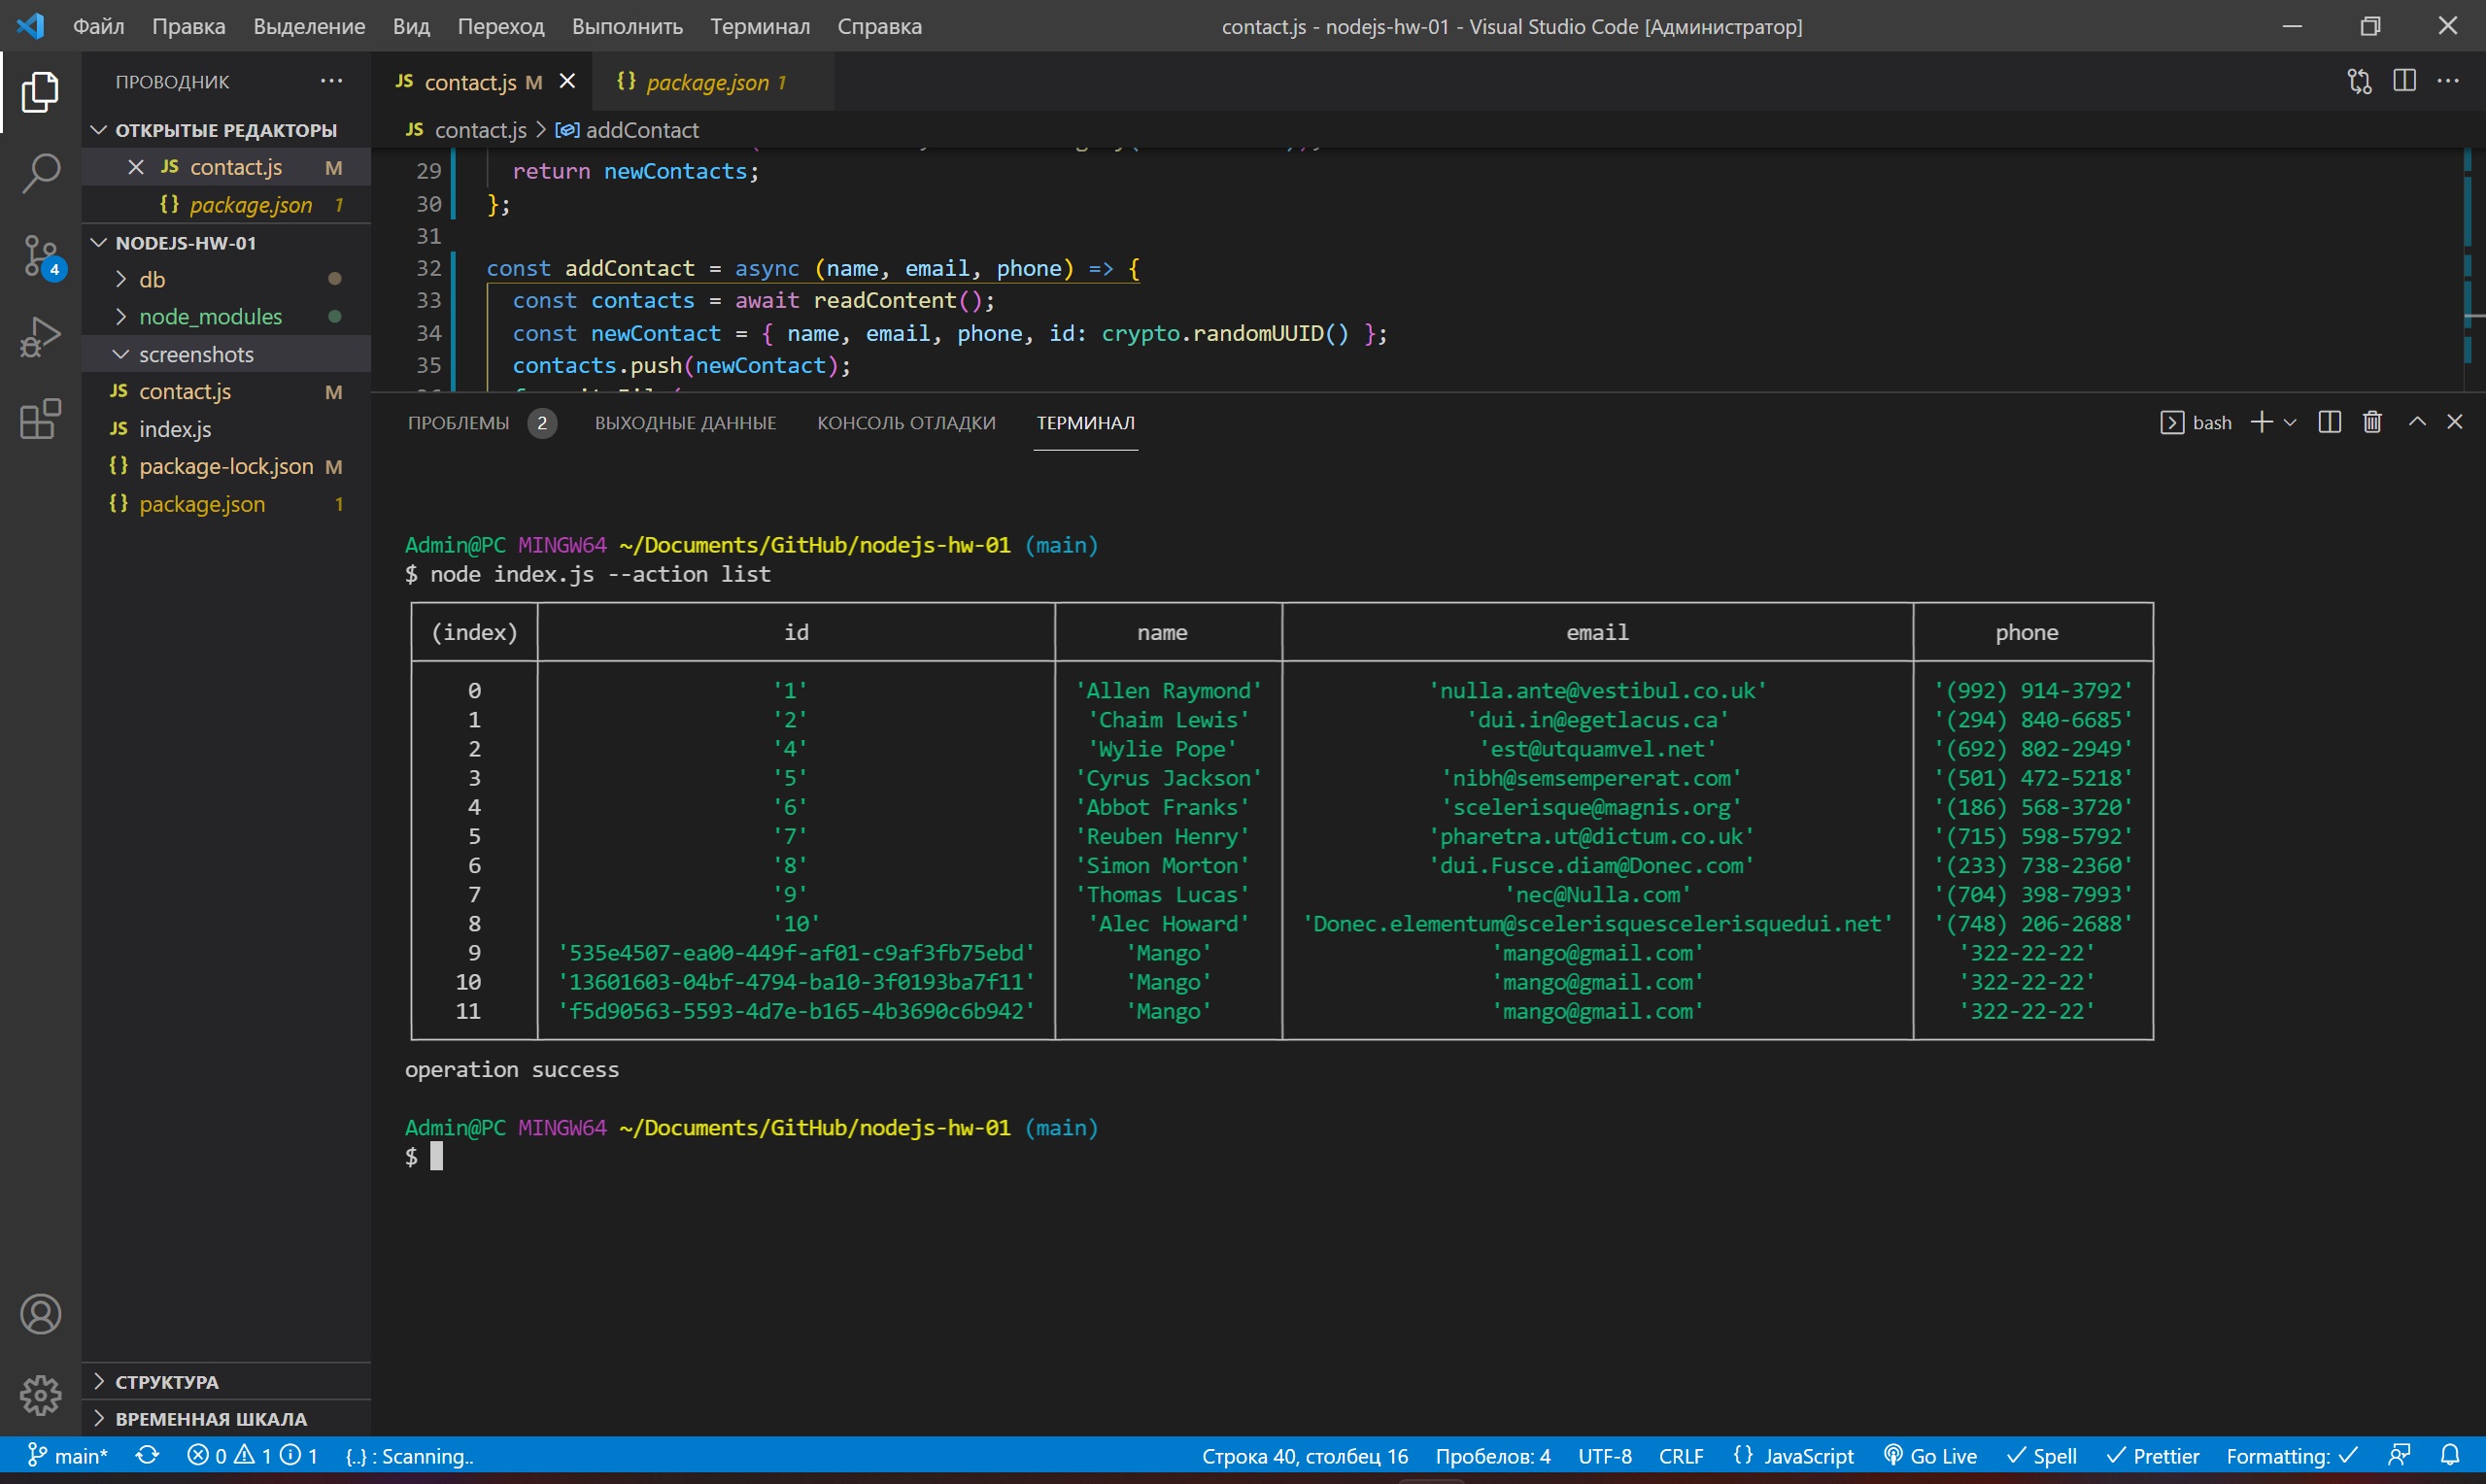 Файл Правка Выделение Вид Переход Выполнить Терминал Справка
contact.js - nodejs-hw-01 - Visual Studio Code [Администратор]
ПРОВОДНИК
ОТКРЫТЫЕ РЕДАКТОРЫ
JS contact.js M
{} package.json 1
NODEJS-HW-01
db
node_modules
screenshots
JS contact.js M
JS index.js
{} package-lock.json M
{} package.json 1
СТРУКТУРА
ВРЕМЕННАЯ ШКАЛА
4
JS contact.js M
{} package.json 1
JS contact.js > addContact
29 return newContacts;
30 };
31
32 const addContact = async (name, email, phone) => {
33 const contacts = await readContent();
34 const newContact = { name, email, phone, id: crypto.randomUUID() };
35 contacts.push(newContact);
ПРОБЛЕМЫ 2 ВЫХОДНЫЕ ДАННЫЕ КОНСОЛЬ ОТЛАДКИ ТЕРМИНАЛ
bash
Admin@PC MINGW64 ~/Documents/GitHub/nodejs-hw-01 (main)
$ node index.js --action list
(index) id name email phone
0 '1' 'Allen Raymond' 'nulla.ante@vestibul.co.uk' '(992) 914-3792'
1 '2' 'Chaim Lewis' 'dui.in@egetlacus.ca' '(294) 840-6685'
2 '4' 'Wylie Pope' 'est@utquamvel.net' '(692) 802-2949'
3 '5' 'Cyrus Jackson' 'nibh@semsempererat.com' '(501) 472-5218'
4 '6' 'Abbot Franks' 'scelerisque@magnis.org' '(186) 568-3720'
5 '7' 'Reuben Henry' 'pharetra.ut@dictum.co.uk' '(715) 598-5792'
6 '8' 'Simon Morton' 'dui.Fusce.diam@Donec.com' '(233) 738-2360'
7 '9' 'Thomas Lucas' 'nec@Nulla.com' '(704) 398-7993'
8 '10' 'Alec Howard' 'Donec.elementum@scelerisquescelerisquedui.net' '(748) 206-2688'
9 '535e4507-ea00-449f-af01-c9af3fb75ebd' 'Mango' 'mango@gmail.com' '322-22-22'
10 '13601603-04bf-4794-ba10-3f0193ba7f11' 'Mango' 'mango@gmail.com' '322-22-22'
11 'f5d90563-5593-4d7e-b165-4b3690c6b942' 'Mango' 'mango@gmail.com' '322-22-22'
operation success
Admin@PC MINGW64 ~/Documents/GitHub/nodejs-hw-01 (main)
$
main* 0 1 1 {..} : Scanning.. Строка 40, столбец 16 Пробелов: 4 UTF-8 CRLF {} JavaScript Go Live Spell Prettier Formatting: